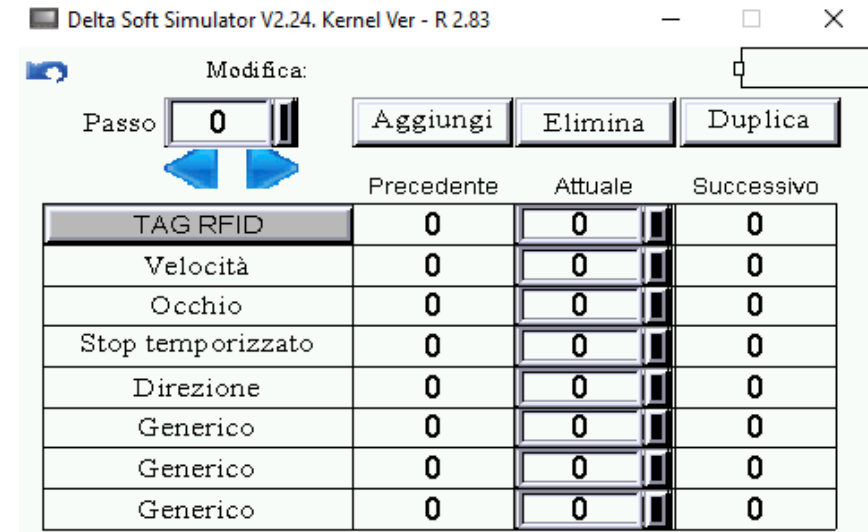 Delta Soft Simulator V2.24. Kernel Ver - R 2.83
Modifica:
Passo 0 Aggiungi Elimina Duplica
Precedente Attuale Successivo
TAG RFID 0 0 0
Velocità 0 0 0
Occhio 0 0 0
Stop temporizzato 0 0 0
Direzione 0 0 0
Generico 0 0 0
Generico 0 0 0
Generico 0 0 0